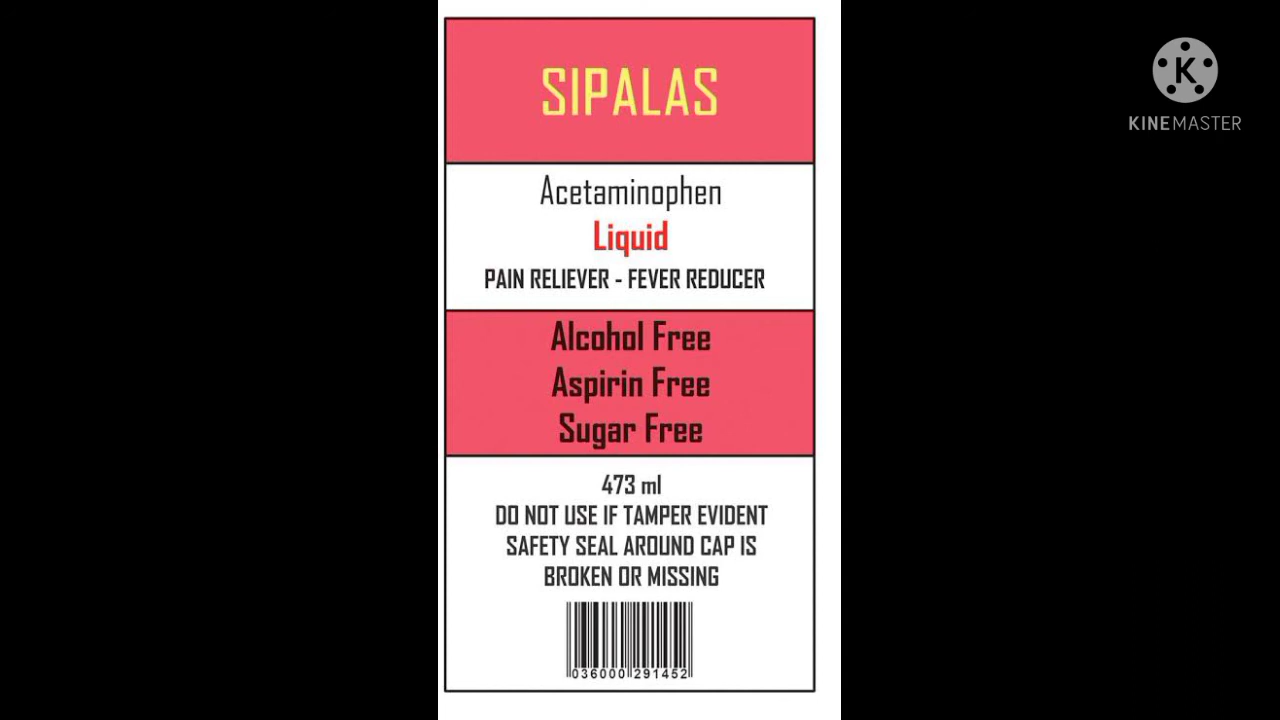 SIPALAS
Acetaminophen
Liquid
PAIN RELIEVER - FEVER REDUCER
Alcohol Free
Aspirin Free
Sugar Free
473 ml
DO NOT USE IF TAMPER EVIDENT
SAFETY SEAL AROUND CAP IS
BROKEN OR MISSING
036000 291452
K
KINEMASTER